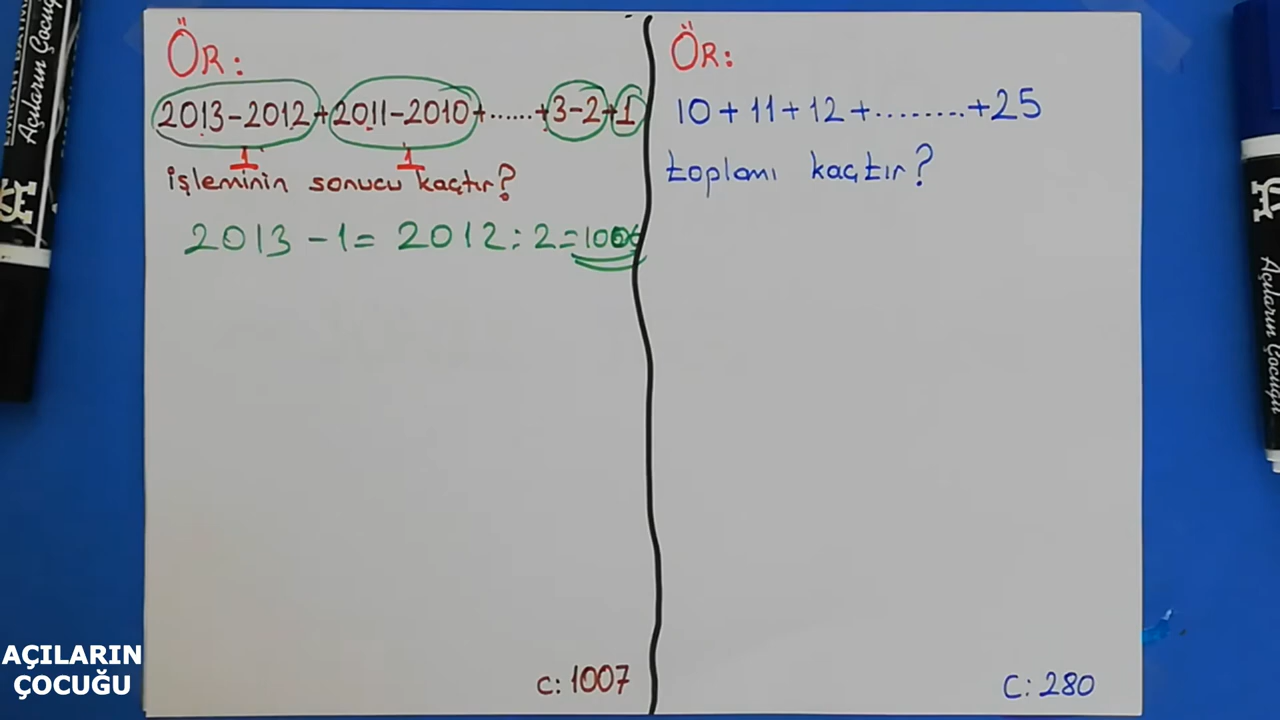 ÖR:
2013-2012+2011-2010+......+3-2+1
1 1
işleminin sonucu kaçtır?
2013 -1= 2012:2=1006
C: 1007
ÖR:
10+11+12+........+25
toplamı kaçtır?
C: 280
Açıların Çocuğu
Açıların Çocuğu
AÇILARIN
ÇOCUĞU